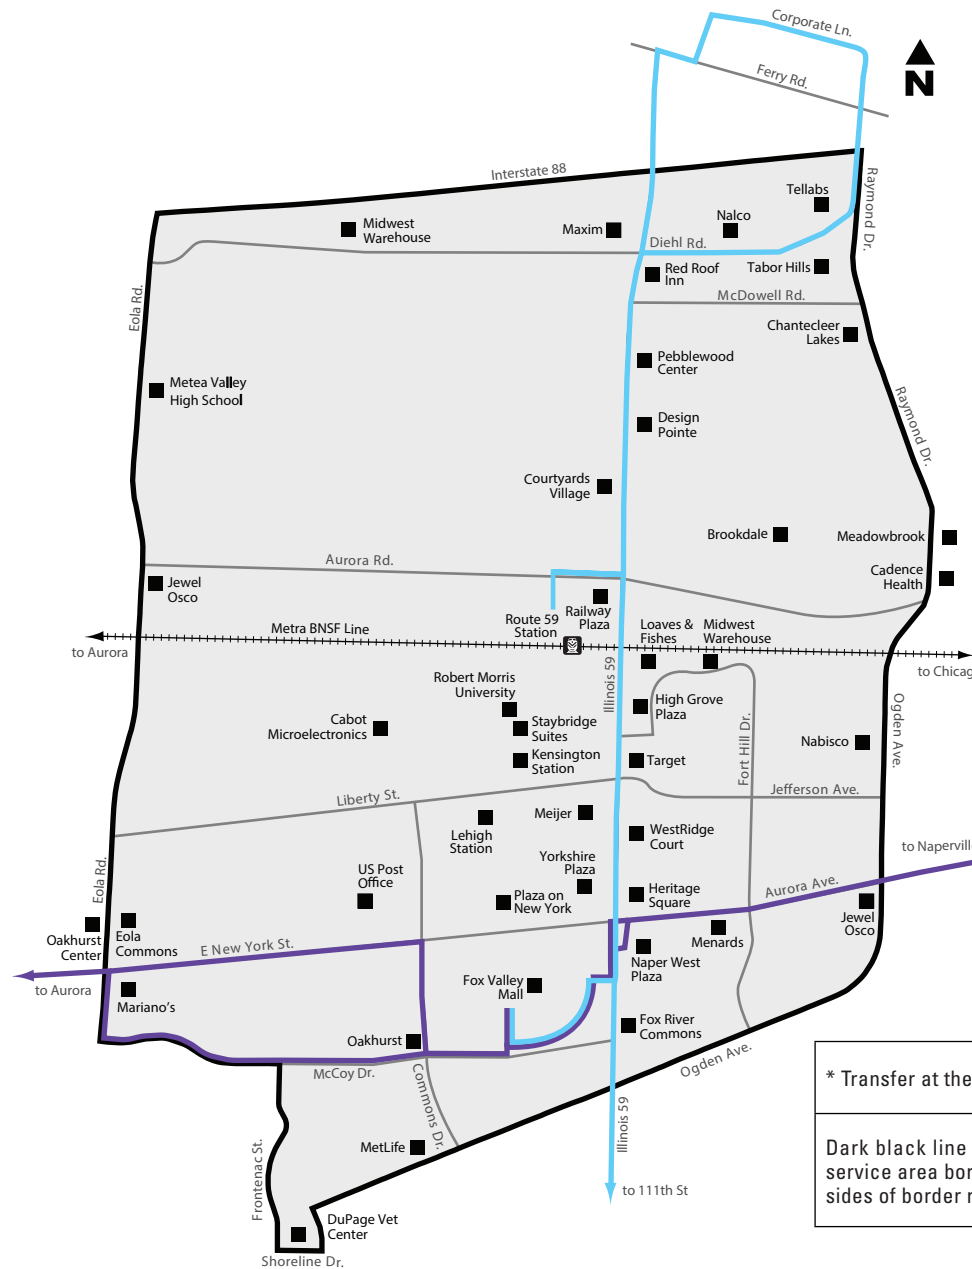 Corporate Ln.
Ferry Rd.
N
Interstate 88
Raymond Dr.
Tellabs
Midwest
Warehouse
Maxim
Nalco
Diehl Rd.
Red Roof
Inn
Tabor Hills
McDowell Rd.
Eola Rd.
Chantecleer
Lakes
Pebblewood
Center
Metea Valley
High School
Raymond Dr.
Design
Pointe
Courtyards
Village
Brookdale
Meadowbrook
Aurora Rd.
Cadence
Health
Jewel
Osco
Railway
Plaza
Route 59
Station
Metra BNSF Line
Loaves &
Fishes
Midwest
Warehouse
to Aurora
to Chicag
Illinois 59
Robert Morris
University
High Grove
Plaza
Ogden Ave.
Cabot
Microelectronics
Staybridge
Suites
Fort Hill Dr.
Nabisco
Kensington
Station
Target
Liberty St.
Jefferson Ave.
Meijer
Lehigh
Station
WestRidge
Court
to Naperville
Yorkshire
Plaza
US Post
Office
Eola Rd.
Aurora Ave.
Plaza on
New York
Heritage
Square
Jewel
Osco
Oakhurst
Center
Eola
Commons
E New York St.
Menards
Naper West
Plaza
to Aurora
Mariano's
Fox Valley
Mall
Fox River
Commons
Oakhurst
Ogden Ave.
McCoy Dr.
Commons Dr.
* Transfer at the
Illinois 59
MetLife
Dark black line
service area bor
sides of border r
Frontenac St.
to 111th St
DuPage Vet
Center
Shoreline Dr.